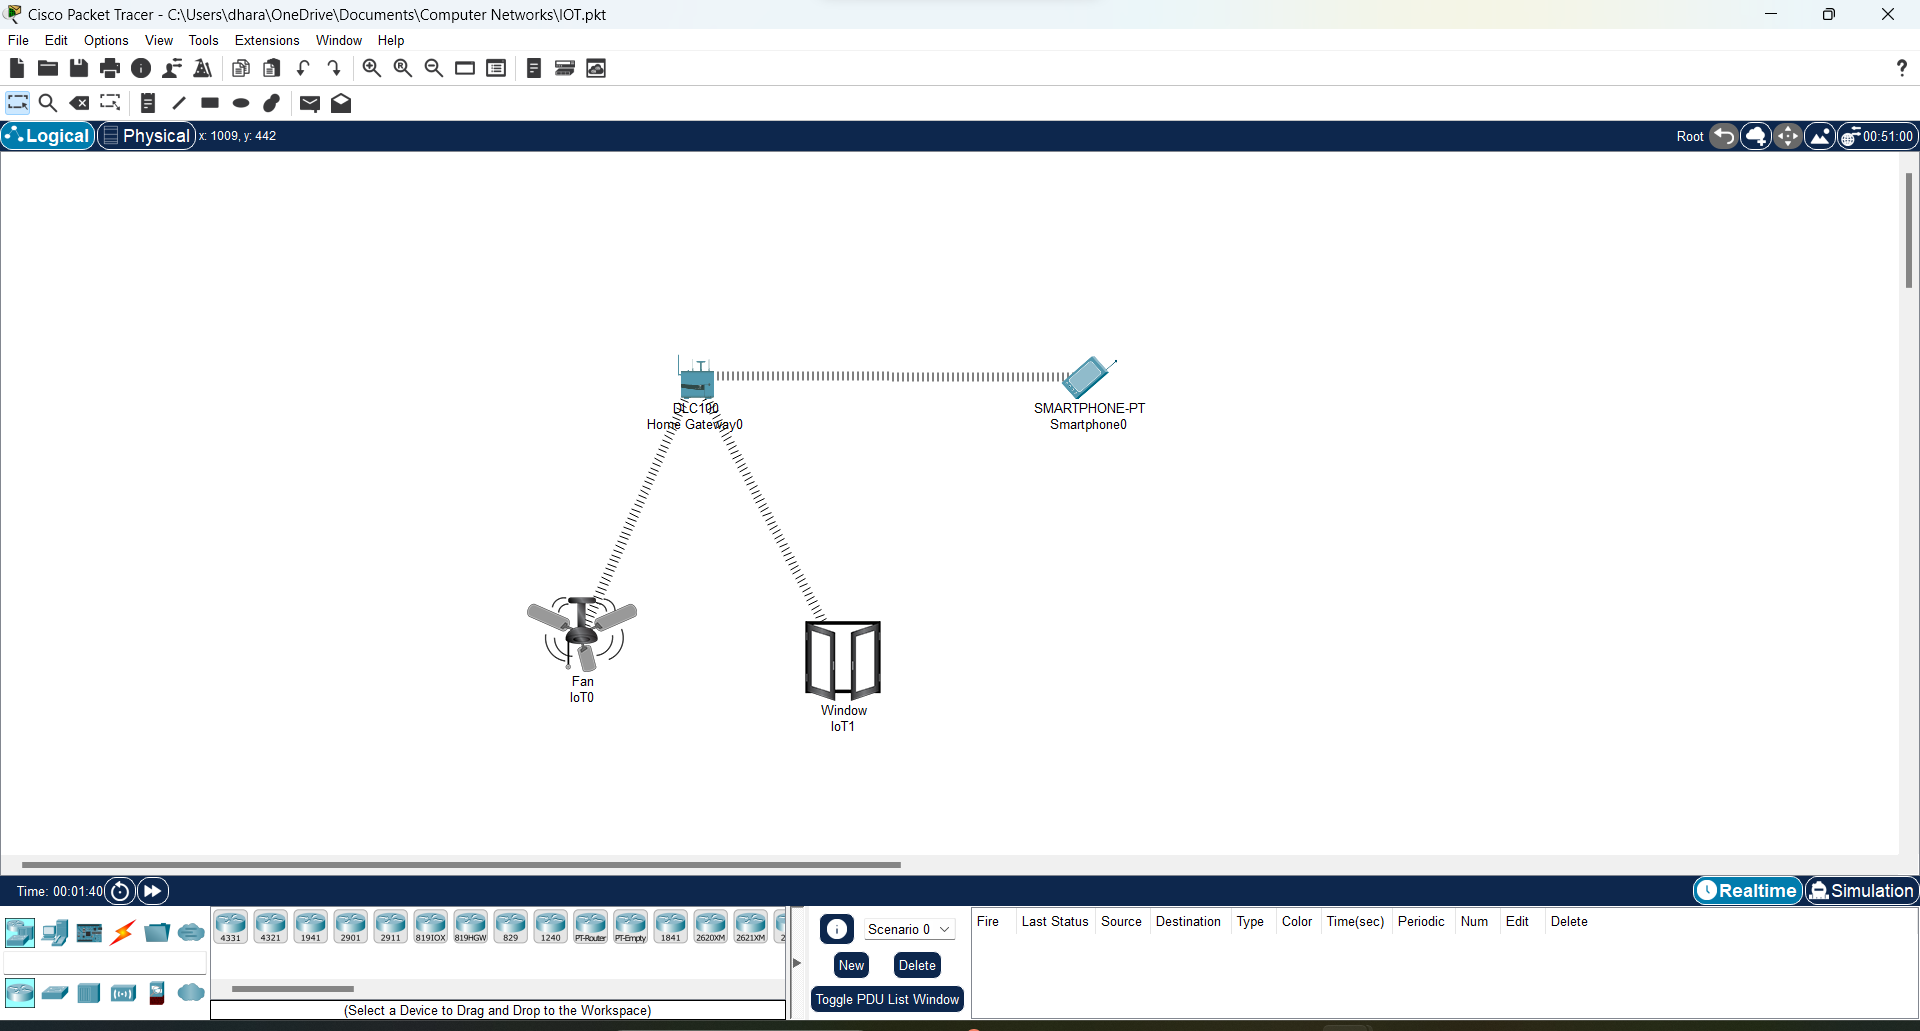 Cisco Packet Tracer - C:\Users\dhara\OneDrive\Documents\Computer Networks\IOT.pkt
File Edit Options View Tools Extensions Window Help
Logical Physical x: 1009, y: 442 Root 00:51:00
DLC100
Home Gateway0
SMARTPHONE-PT
Smartphone0
Fan
IoT0
Window
IoT1
Time: 00:01:40 Realtime Simulation
4331 4321 1941 2901 2911 819IOX 819HGW 829 1240 PT-Router PT-Empty 1841 2620XM 2621XM 2
(Select a Device to Drag and Drop to the Workspace)
Scenario 0
New Delete
Toggle PDU List Window
Fire Last Status Source Destination Type Color Time(sec) Periodic Num Edit Delete